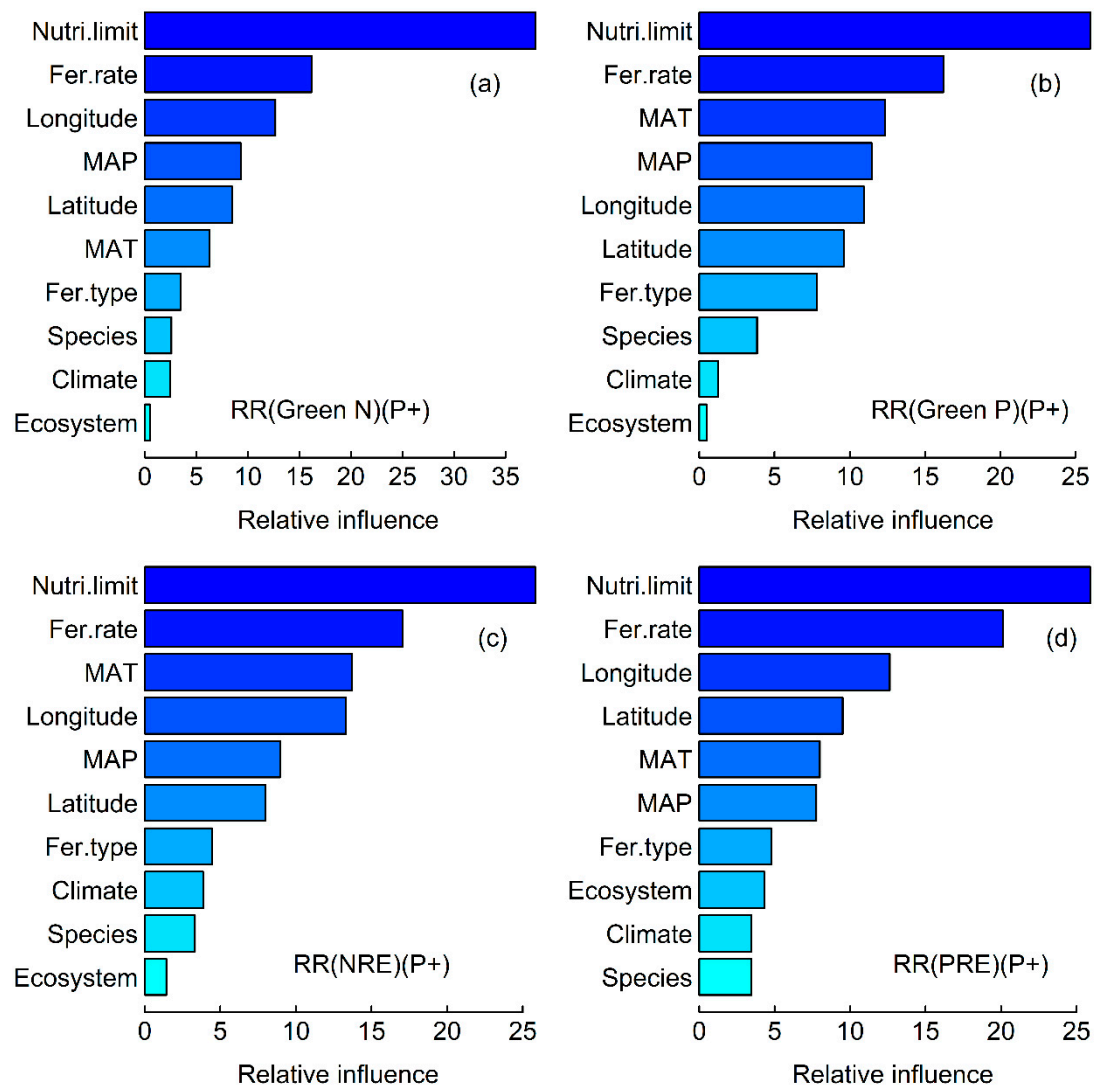 Nutri.limit
Fer.rate
Longitude
MAP
Latitude
MAT
Fer.type
Species
Climate
Ecosystem
(a)
RR(Green N)(P+)
0 5 10 15 20 25 30 35
Relative influence
Nutri.limit
Fer.rate
MAT
MAP
Longitude
Latitude
Fer.type
Species
Climate
Ecosystem
(b)
RR(Green P)(P+)
0 5 10 15 20 25
Relative influence
Nutri.limit
Fer.rate
MAT
Longitude
MAP
Latitude
Fer.type
Climate
Species
Ecosystem
(c)
RR(NRE)(P+)
0 5 10 15 20 25
Relative influence
Nutri.limit
Fer.rate
Longitude
Latitude
MAT
MAP
Fer.type
Ecosystem
Climate
Species
(d)
RR(PRE)(P+)
0 5 10 15 20 25
Relative influence